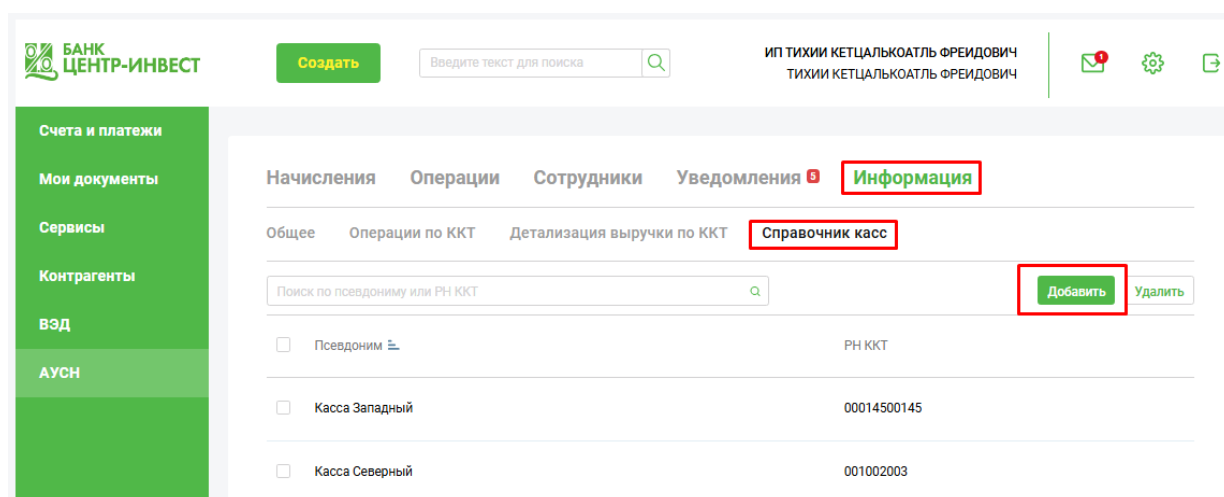 БАНК
ЦЕНТР-ИНВЕСТ
Создать
Введите текст для поиска
ИП ТИХИИ КЕТЦАЛЬКОАТЛЬ ФРЕИДОВИЧ
ТИХИИ КЕТЦАЛЬКОАТЛЬ ФРЕИДОВИЧ
1
Счета и платежи
Мои документы
Сервисы
Контрагенты
ВЭД
АУСН
Начисления Операции Сотрудники Уведомления 5 Информация
Общее Операции по ККТ Детализация выручки по ККТ Справочник касс
Поиск по псевдониму или РН ККТ
Добавить Удалить
Псевдоним РН ККТ
Касса Западный 00014500145
Касса Северный 001002003